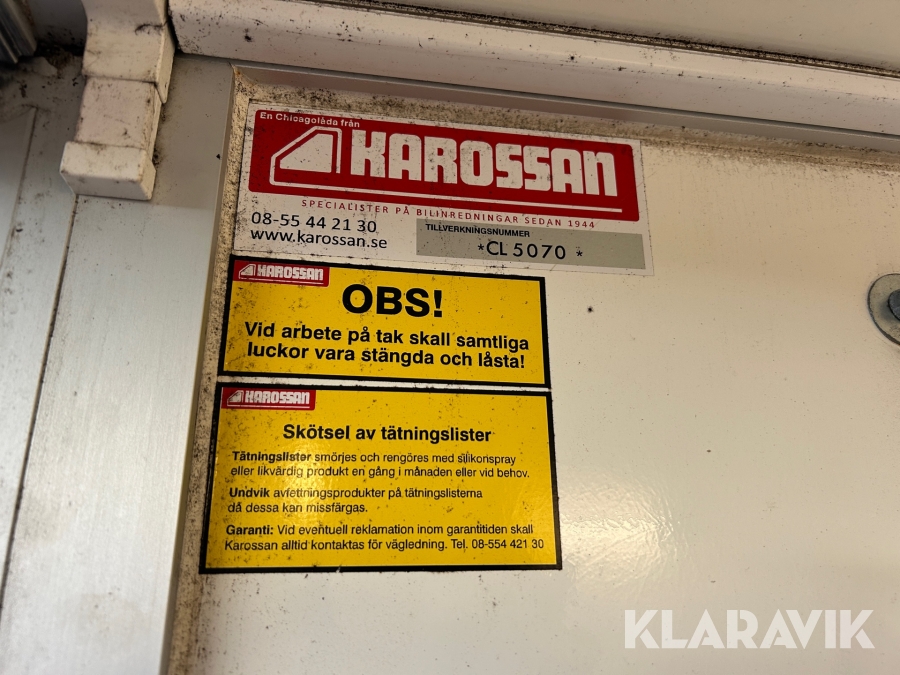 En Chicagolåda från
KAROSSAN
SPECIALISTER PÅ BILINREDNINGAR SEDAN 1944
08-55 44 21 30
www.karossan.se
TILLVERKNINGSNUMMER
*CL 5070 *
KAROSSAN
OBS!
Vid arbete på tak skall samtliga
luckor vara stängda och låsta!
KAROSSAN
Skötsel av tätningslister
Tätningslister smörjes och rengöres med silikonspray
eller likvärdig produkt en gång i månaden eller vid behov.
Undvik avfettningsprodukter på tätningslisterna
då dessa kan missfärgas.
Garanti: Vid eventuell reklamation inom garantitiden skall
Karossan alltid kontaktas för vägledning. Tel. 08-554 421 30
KLARAVIK